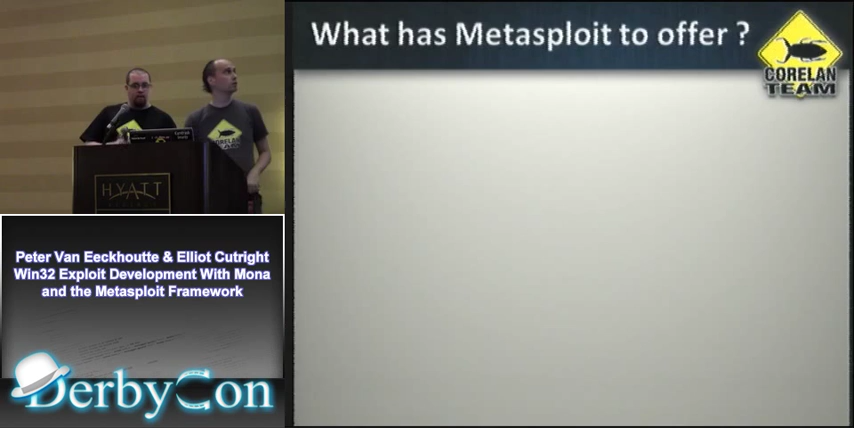 What has Metasploit to offer ?
CORELAN
TEAM
HYATT
Peter Van Eeckhoutte & Elliot Cutright
Win32 Exploit Development With Mona
and the Metasploit Framework
DerbyCon